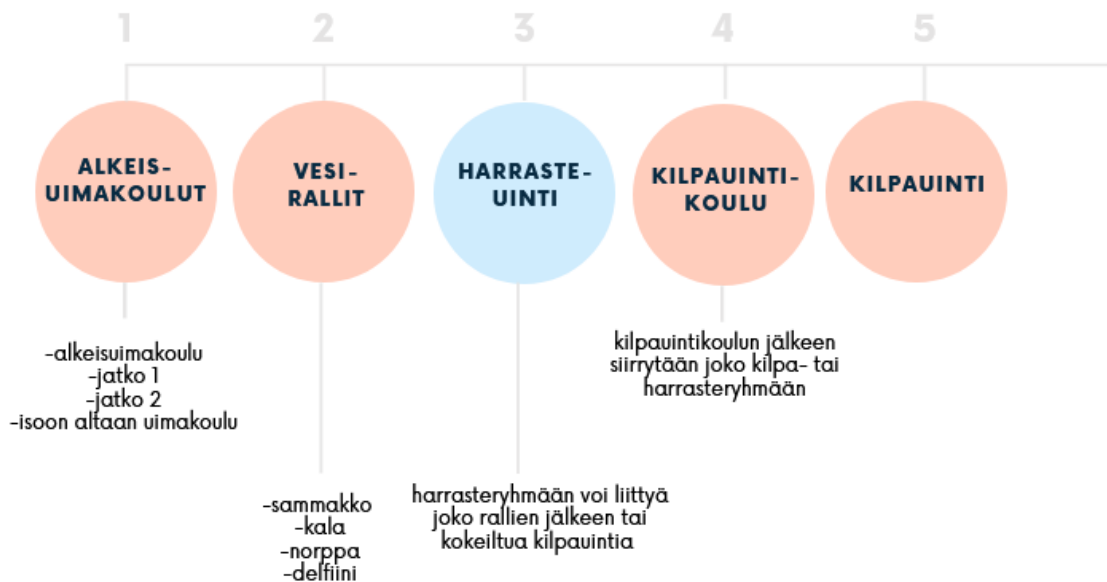 1
2
3
4
5
ALKEIS-
UIMAKOULUT
VESI-
RALLIT
HARRASTE-
UINTI
KILPAUINTI-
KOULU
KILPAUINTI
-alkeisuimakoulu
-jatko 1
-jatko 2
-isoon altaan uimakoulu
-sammakko
-kala
-norppa
-delfiini
harrasteryhmään voi liittyä
joko rallien jälkeen tai
kokeiltua kilpauintia
kilpauintikoulun jälkeen
siirrytään joko kilpa- tai
harrasteryhmään